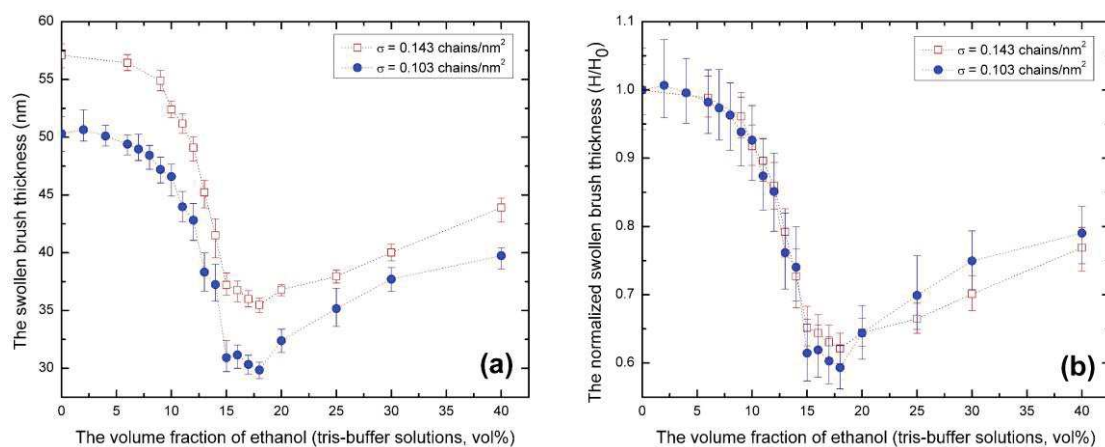 60
55
50
45
40
35
30
The swollen brush thickness (nm)
σ = 0.143 chains/nm²
σ = 0.103 chains/nm²
(a)
0 5 10 15 20 25 30 35 40
The volume fraction of ethanol (tris-buffer solutions, vol%)
1.1
1.0
0.9
0.8
0.7
0.6
The normalized swollen brush thickness (H/H₀)
σ = 0.143 chains/nm²
σ = 0.103 chains/nm²
(b)
0 5 10 15 20 25 30 35 40
The volume fraction of ethanol (tris-buffer solutions, vol%)